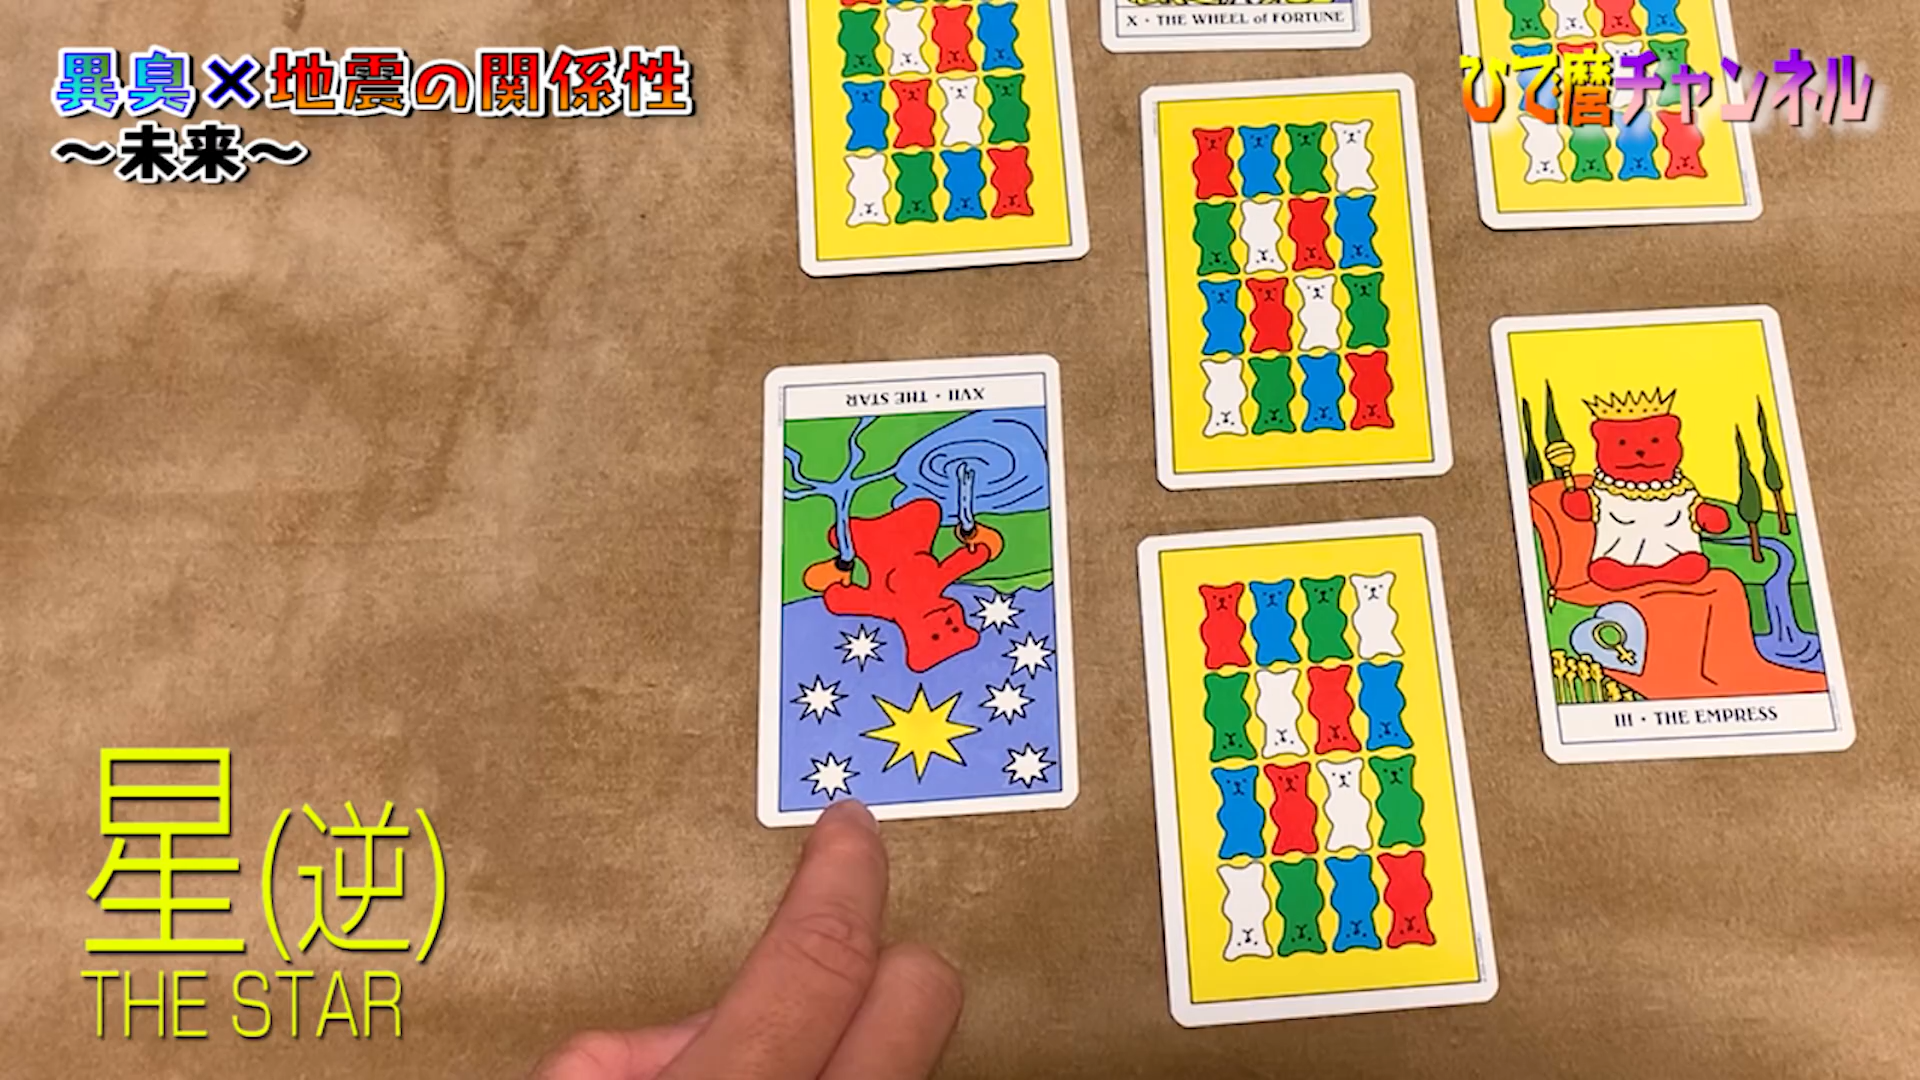 X • THE WHEEL of FORTUNE
異臭×地震の関係性
～未来～
ひで麿チャンネル
XVII • THE STAR
III • THE EMPRESS
星(逆)
THE STAR